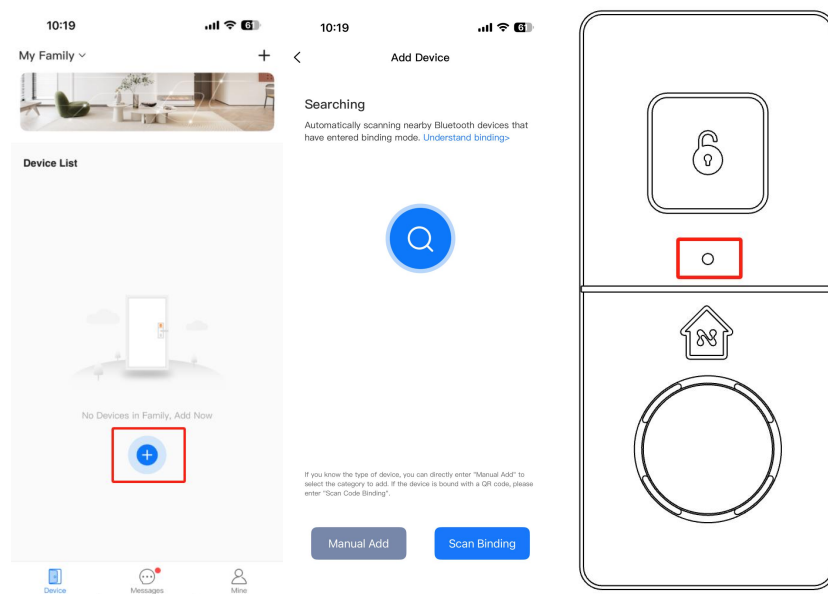 10:19
61
My Family
Device List
No Devices in Family, Add Now
Device
Messages
Mine
10:19
61
Add Device
Searching
Automatically scanning nearby Bluetooth devices that
have entered binding mode. Understand binding>
If you know the type of device, you can directly enter "Manual Add" to
select the category to add. If the device is bound with a QR code, please
enter "Scan Code Binding".
Manual Add
Scan Binding